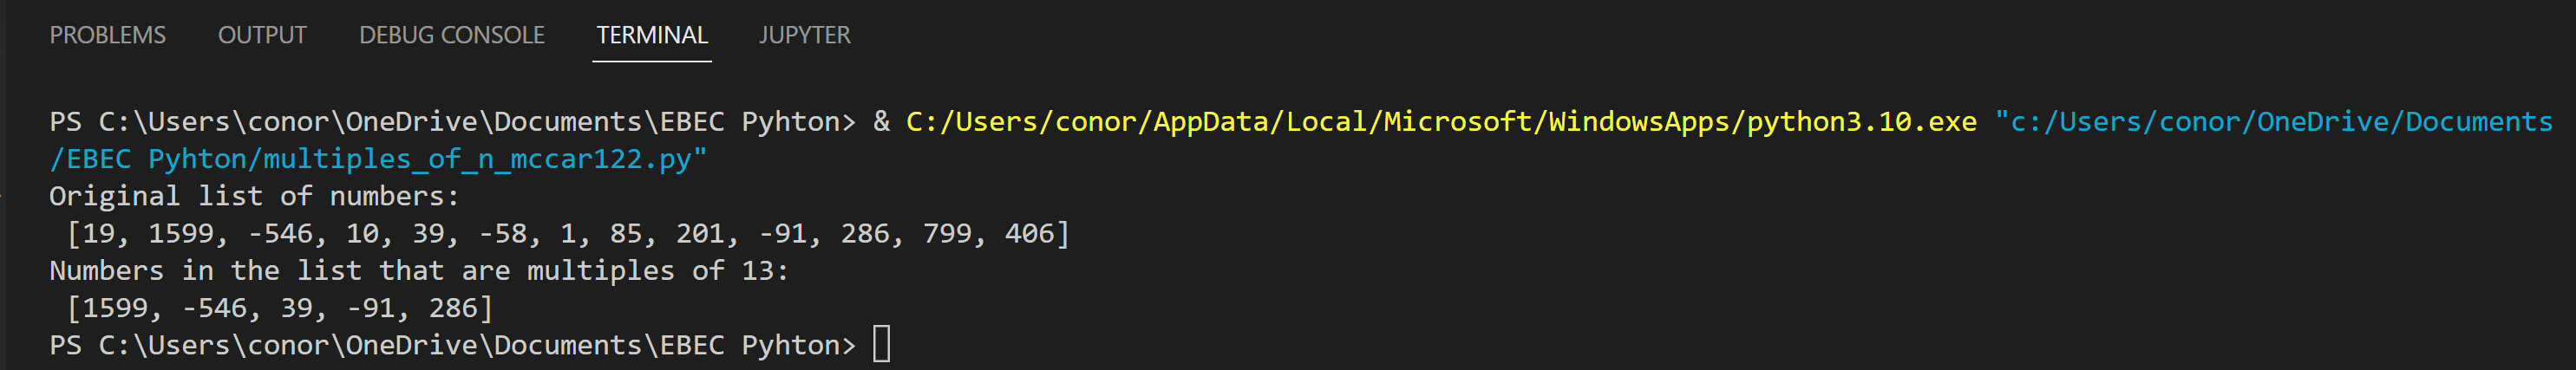 PROBLEMS OUTPUT DEBUG CONSOLE TERMINAL JUPYTER
PS C:\Users\conor\OneDrive\Documents\EBEC Pyhton> & C:/Users/conor/AppData/Local/Microsoft/WindowsApps/python3.10.exe "c:/Users/conor/OneDrive/Documents
/EBEC Pyhton/multiples_of_n_mccar122.py"
Original list of numbers:
[19, 1599, -546, 10, 39, -58, 1, 85, 201, -91, 286, 799, 406]
Numbers in the list that are multiples of 13:
[1599, -546, 39, -91, 286]
PS C:\Users\conor\OneDrive\Documents\EBEC Pyhton>